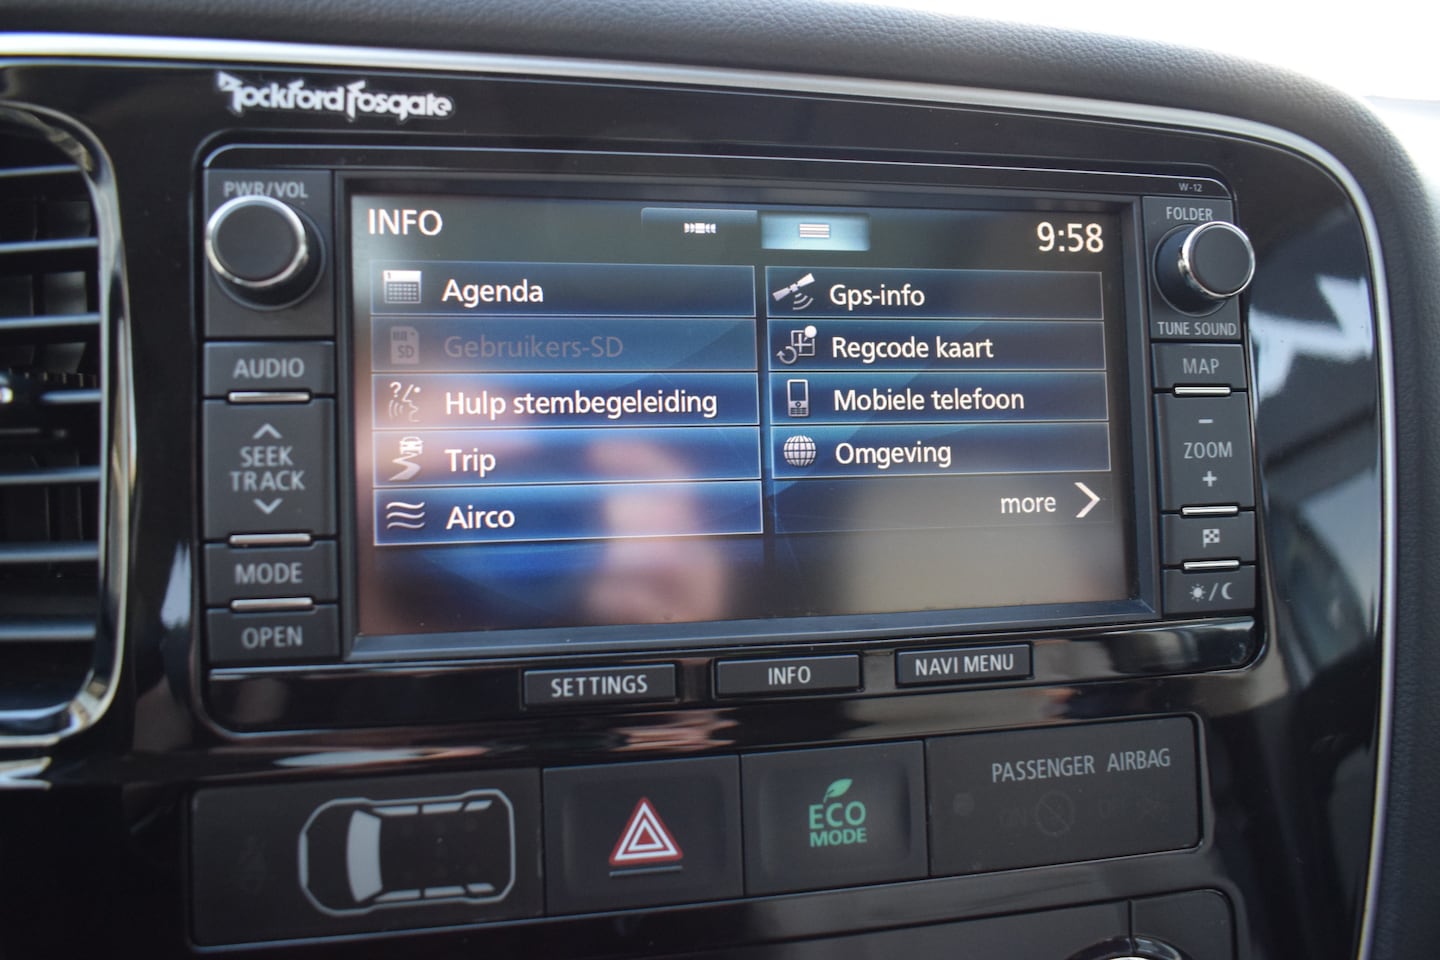 Rockford Fosgate
W-12
PWR/VOL
FOLDER
INFO
9:58
TUNE SOUND
Agenda
Gps-info
SD
Gebruikers-SD
Regcode kaart
Hulp stembegeleiding
Mobiele telefoon
Trip
Omgeving
Airco
more
AUDIO
SEEK
TRACK
MODE
OPEN
MAP
−
ZOOM
+
SETTINGS
INFO
NAVI MENU
ECO
MODE
PASSENGER AIRBAG
ON